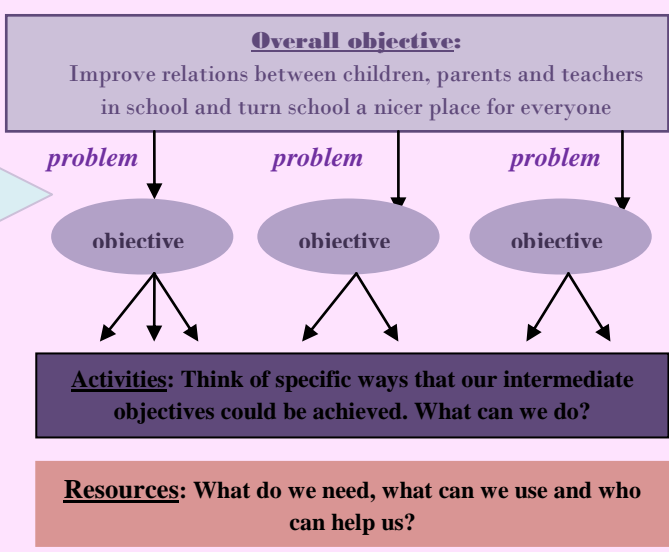 Overall objective:
Improve relations between children, parents and teachers
in school and turn school a nicer place for everyone
problem problem problem
objective objective objective
Activities: Think of specific ways that our intermediate
objectives could be achieved. What can we do?
Resources: What do we need, what can we use and who
can help us?